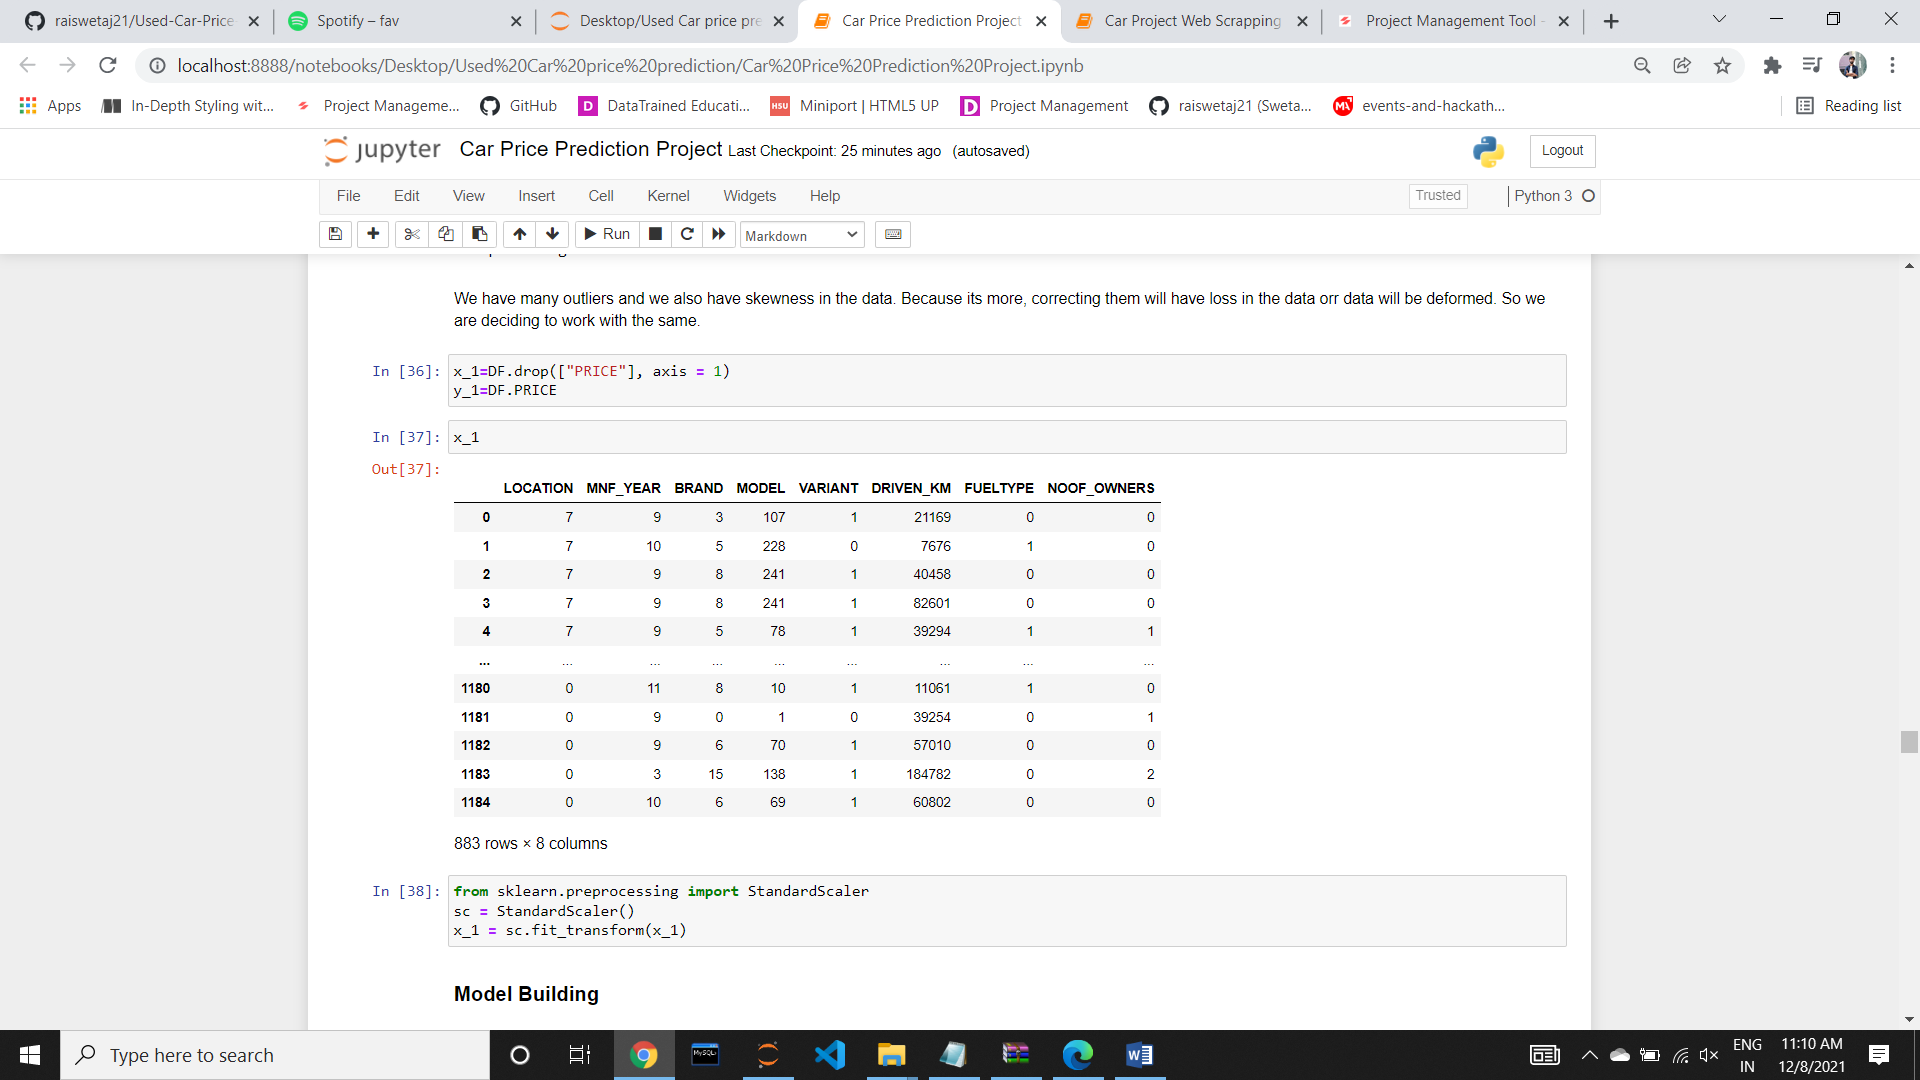 raiswetaj21/Used-Car-Price
Spotify – fav
Desktop/Used Car price pre
Car Price Prediction Project
Car Project Web Scrapping
Project Management Tool -
localhost:8888/notebooks/Desktop/Used%20Car%20price%20prediction/Car%20Price%20Prediction%20Project.ipynb
Apps In-Depth Styling wit... Project Manageme... GitHub DataTrained Educati... HSU Miniport | HTML5 UP Project Management raiswetaj21 (Sweta... events-and-hackath... Reading list
jupyter Car Price Prediction Project Last Checkpoint: 25 minutes ago (autosaved) Logout
File Edit View Insert Cell Kernel Widgets Help Trusted Python 3
Run Markdown
We have many outliers and we also have skewness in the data. Because its more, correcting them will have loss in the data orr data will be deformed. So we
are deciding to work with the same.
In [36]: x_1=DF.drop(["PRICE"], axis = 1)
y_1=DF.PRICE
In [37]: x_1
Out[37]:
LOCATION MNF_YEAR BRAND MODEL VARIANT DRIVEN_KM FUELTYPE NOOF_OWNERS
0 7 9 3 107 1 21169 0 0
1 7 10 5 228 0 7676 1 0
2 7 9 8 241 1 40458 0 0
3 7 9 8 241 1 82601 0 0
4 7 9 5 78 1 39294 1 1
... ... ... ... ... ... ... ... ...
1180 0 11 8 10 1 11061 1 0
1181 0 9 0 1 0 39254 0 1
1182 0 9 6 70 1 57010 0 0
1183 0 3 15 138 1 184782 0 2
1184 0 10 6 69 1 60802 0 0
883 rows × 8 columns
In [38]: from sklearn.preprocessing import StandardScaler
sc = StandardScaler()
x_1 = sc.fit_transform(x_1)
Model Building
Type here to search
ENG
IN
11:10 AM
12/8/2021